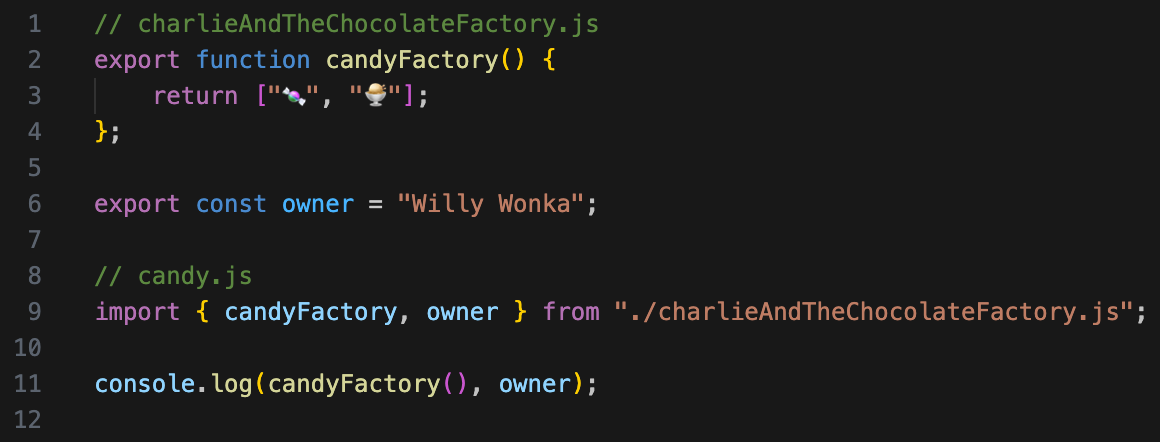 1 // charlieAndTheChocolateFactory.js
2 export function candyFactory() {
3     return ["🍬", "🍨"];
4 };
5
6 export const owner = "Willy Wonka";
7
8 // candy.js
9 import { candyFactory, owner } from "./charlieAndTheChocolateFactory.js";
10
11 console.log(candyFactory(), owner);
12